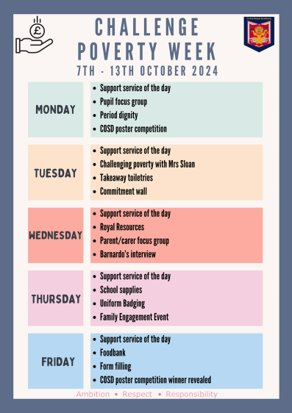 CHALLENGE
POVERTY WEEK
7TH - 13TH OCTOBER 2024
MONDAY
• Support service of the day
• Pupil focus group
• Period dignity
• COSD poster competition
TUESDAY
• Support service of the day
• Challenging poverty with Mrs Sloan
• Takeaway toiletries
• Commitment wall
WEDNESDAY
• Support service of the day
• Royal Resources
• Parent/carer focus group
• Barnardo's interview
THURSDAY
• Support service of the day
• School supplies
• Uniform Badging
• Family Engagement Event
FRIDAY
• Support service of the day
• Foodbank
• Form filling
• COSD poster competition winner revealed
Ambition • Respect • Responsibility